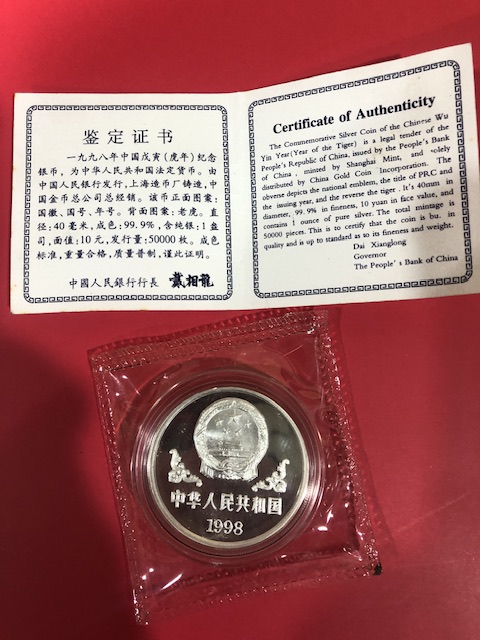 鉴定证书
一九九八年中国戊寅(虎年)纪念
银币，为中华人民共和国法定货币。由
中国人民银行发行，上海造币厂铸造，中
国金币总公司总经销。该币正面图案：
国徽、国号、年号。背面图案：老虎。直
径：40毫米，成色：99.9%，含纯银：1盎
司，面值：10元，发行量：50000枚。成色
标准，重量合格，质量普制，谨此证明。
中國人民銀行行長 戴相龍
Certificate of Authenticity
The Commemorative Silver Coin of the Chinese Wu
Yin Year(Year of the Tiger) is a legal tender of the
People's Republic of China, issued by the People's Bank
of China , minted by Shanghai Mint, and solely
distributed by China Gold Coin Incorporation. The
obverse depicts the national emblem, the title of PRC and
the issuing year, and the reverse the tiger . It's 40mm in
diameter, 99. 9% in fineness, 10 yuan in face value, and
contains 1 ounce of pure silver. The total mintage is
50000 pieces. This is to certify that the coin is bu. in
quality and is up to standard as to its fineness and weight.
Dai Xianglong
Governor
The People's Bank of China
中华人民共和国
1998